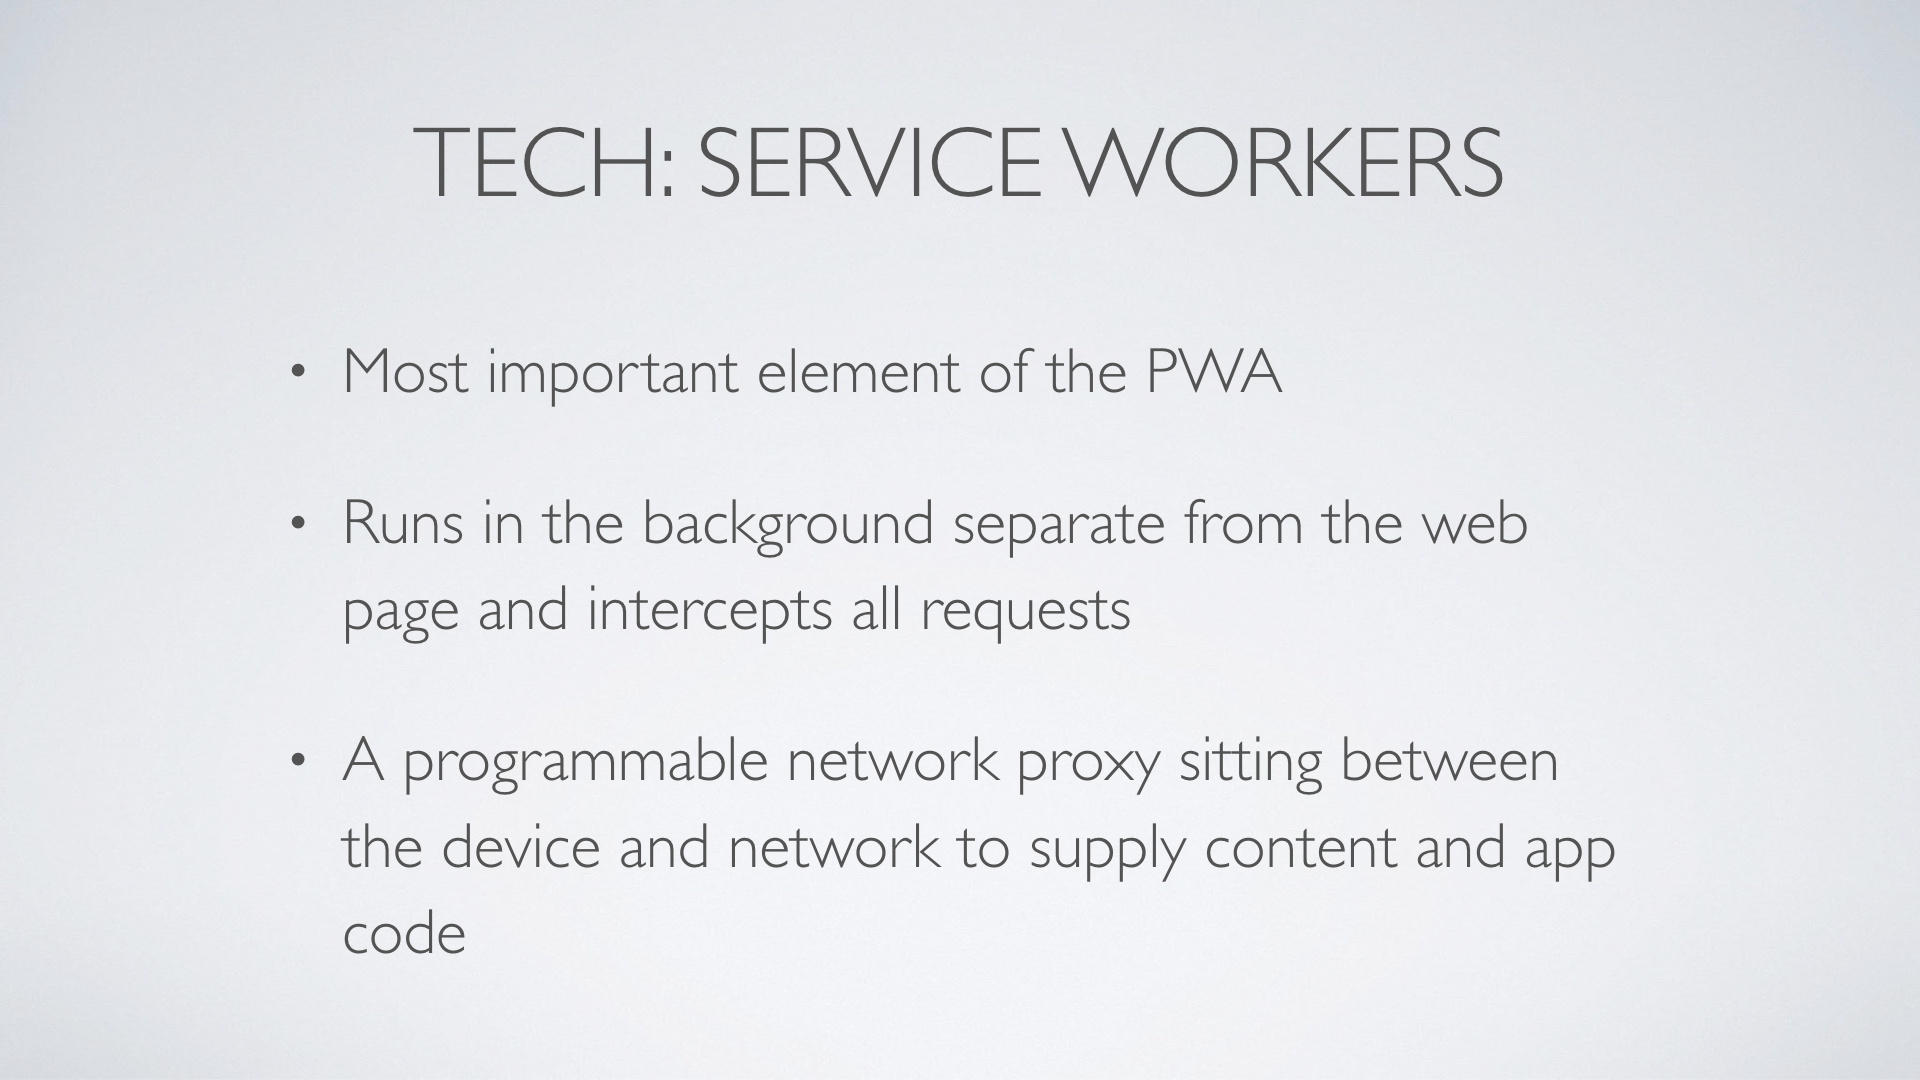 TECH: SERVICE WORKERS
• Most important element of the PWA
• Runs in the background separate from the web
page and intercepts all requests
• A programmable network proxy sitting between
the device and network to supply content and app
code